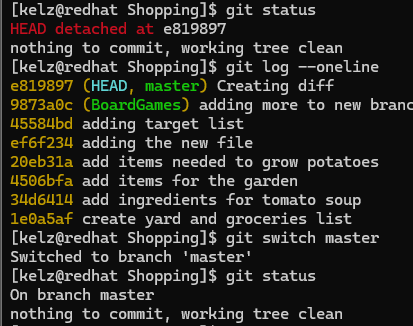 [kelz@redhat Shopping]$ git status
HEAD detached at e819897
nothing to commit, working tree clean
[kelz@redhat Shopping]$ git log --oneline
e819897 (HEAD, master) Creating diff
9873a0c (BoardGames) adding more to new branc
45584bd adding target list
ef6f234 adding the new file
20eb31a add items needed to grow potatoes
4506bfa add items for the garden
34d6414 add ingredients for tomato soup
1e0a5af create yard and groceries list
[kelz@redhat Shopping]$ git switch master
Switched to branch 'master'
[kelz@redhat Shopping]$ git status
On branch master
nothing to commit, working tree clean